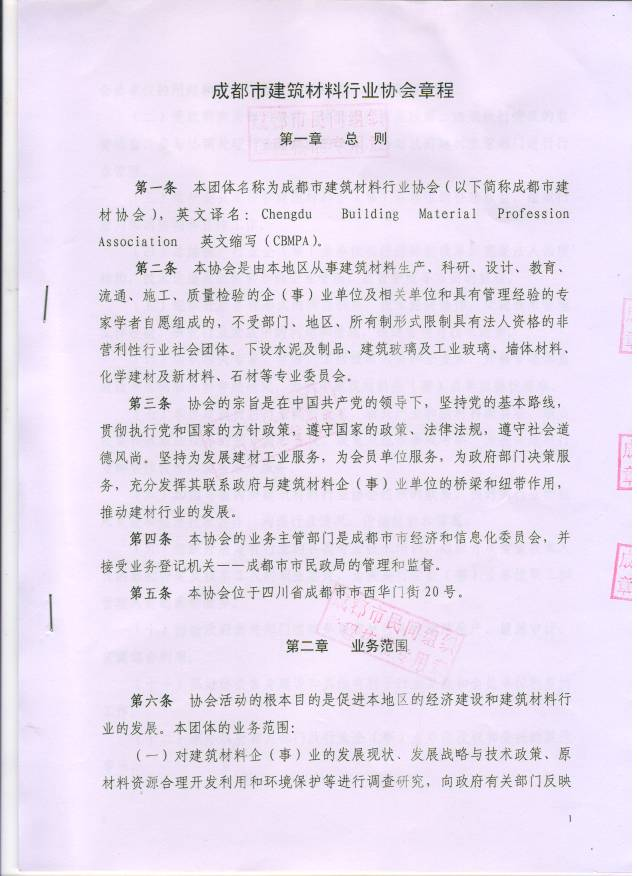 成都市建筑材料行业协会章程
成都市民间组织
第一章 总 则
第一条 本团体名称为成都市建筑材料行业协会(以下简称成都市建
材协会),英文译名:Chengdu Building Material Profession
Association 英文缩写(CBMPA)。
第二条 本协会是由本地区从事建筑材料生产、科研、设计、教育、
流通、施工、质量检验的企(事)业单位及相关单位和具有管理经验的专
家学者自愿组成的,不受部门、地区、所有制形式限制具有法人资格的非
营利性行业社会团体。下设水泥及制品、建筑玻璃及工业玻璃、墙体材料、
化学建材及新材料、石材等专业委员会。
第三条 协会的宗旨是在中国共产党的领导下,坚持党的基本路线,
贯彻执行党和国家的方针政策,遵守国家的政策、法律法规,遵守社会道
德风尚。坚持为发展建材工业服务,为会员单位服务,为政府部门决策服
务,充分发挥其联系政府与建筑材料企(事)业单位的桥梁和纽带作用,
推动建材行业的发展。
第四条 本协会的业务主管部门是成都市市经济和信息化委员会,并
接受业务登记机关——成都市市民政局的管理和监督。
第五条 本协会位于四川省成都市市西华门街20号。
成都市民间组织
第二章 业务范围
第六条 协会活动的根本目的是促进本地区的经济建设和建筑材料行
业的发展。本团体的业务范围:
(一)对建筑材料企(事)业的发展现状、发展战略与技术政策、原
材料资源合理开发利用和环境保护等进行调查研究,向政府有关部门反映
1
成
章
成
章